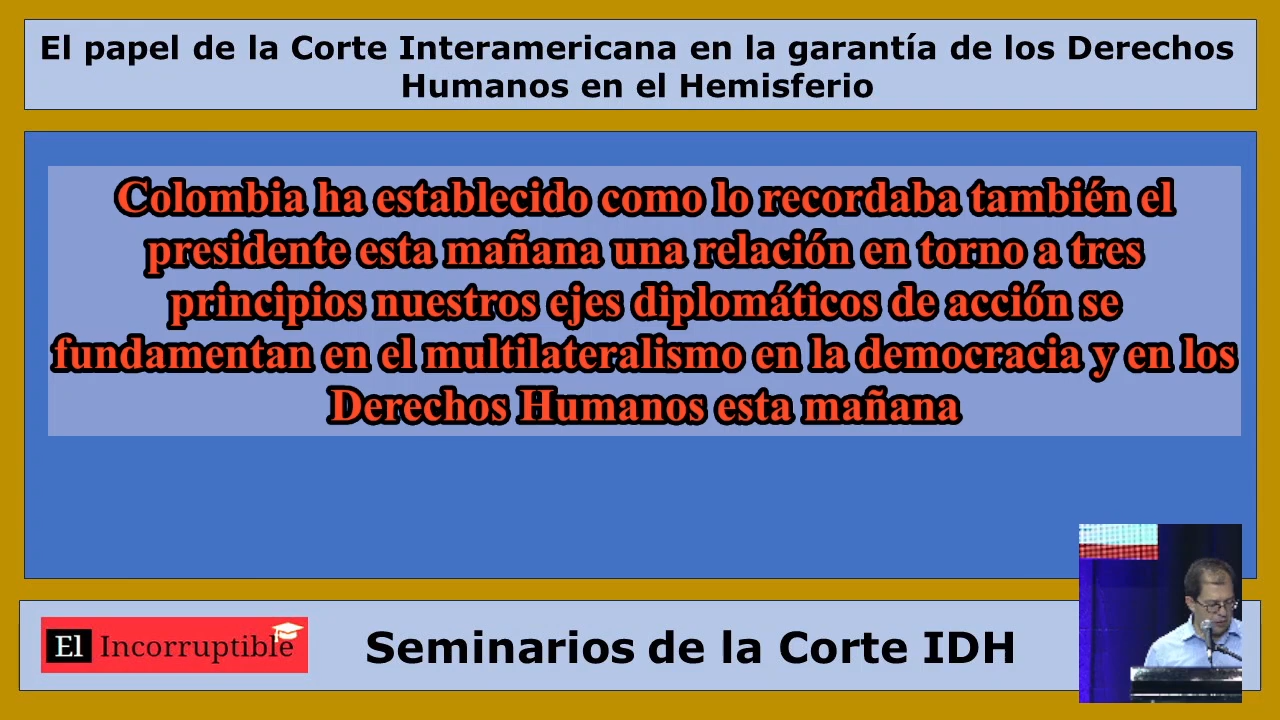 El papel de la Corte Interamericana en la garantía de los Derechos
Humanos en el Hemisferio
Colombia ha establecido como lo recordaba también el
presidente esta mañana una relación en torno a tres
principios nuestros ejes diplomáticos de acción se
fundamentan en el multilateralismo en la democracia y en los
Derechos Humanos esta mañana
El Incorruptible
Seminarios de la Corte IDH